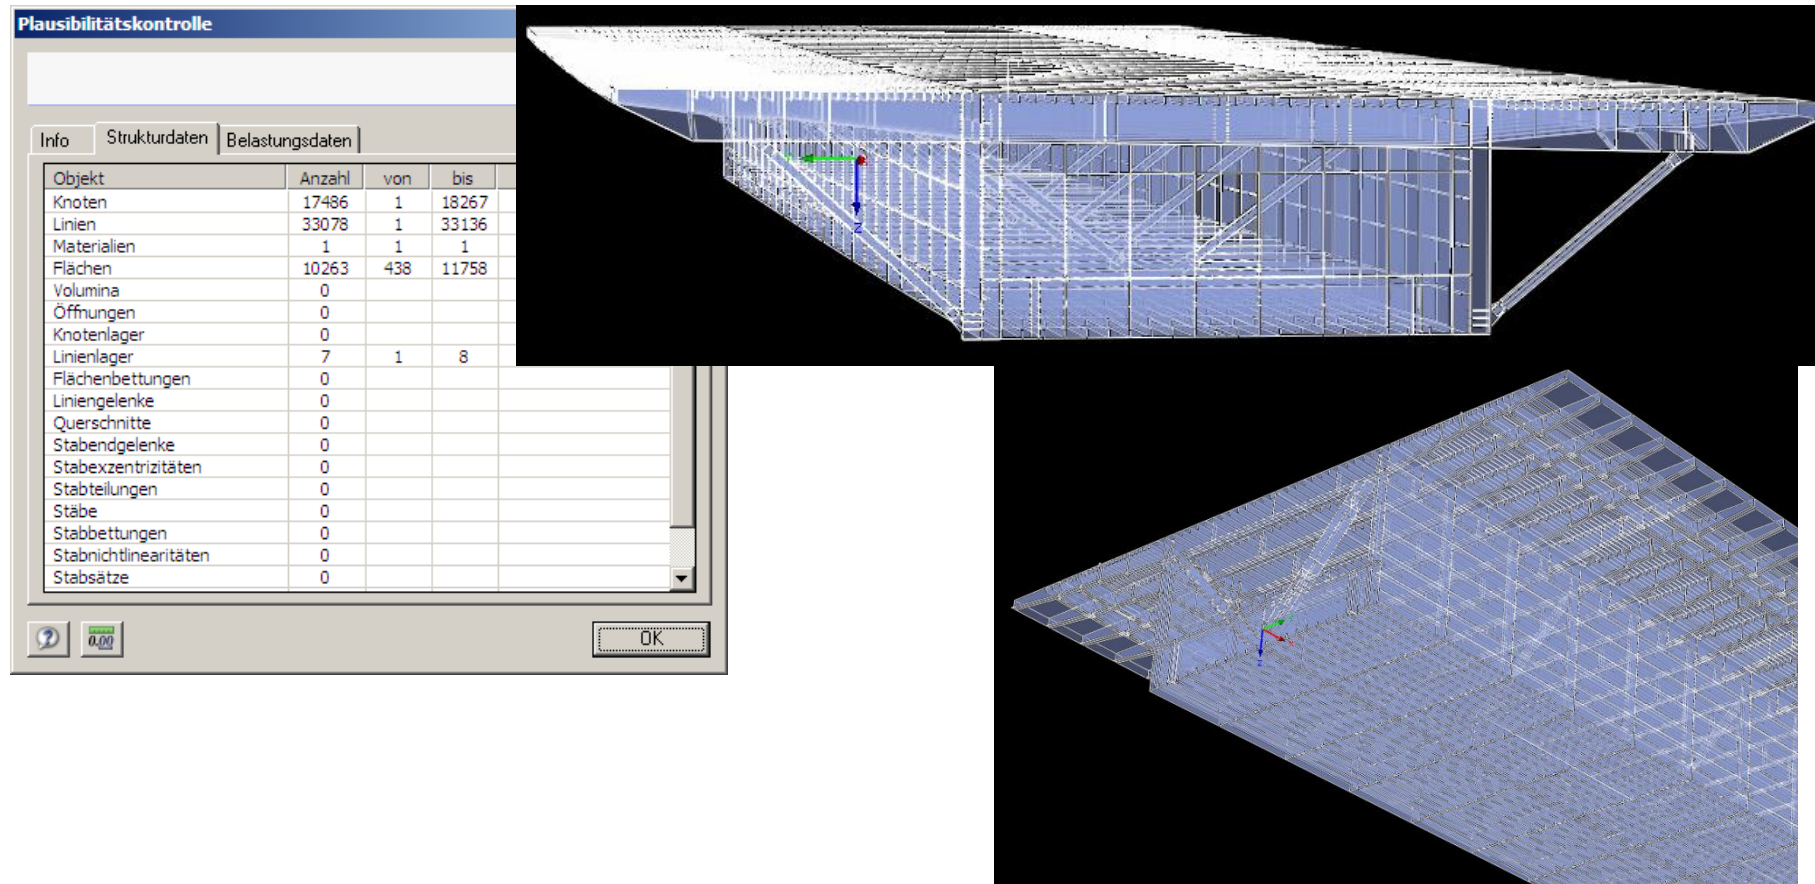 Plausibilitätskontrolle
Info Strukturdaten Belastungsdaten
Objekt Anzahl von bis
Knoten 17486 1 18267
Linien 33078 1 33136
Materialien 1 1 1
Flächen 10263 438 11758
Volumina 0
Öffnungen 0
Knotenlager 0
Linienlager 7 1 8
Flächenbettungen 0
Liniengelenke 0
Querschnitte 0
Stabendgelenke 0
Stabexzentrizitäten 0
Stabteilungen 0
Stäbe 0
Stabbettungen 0
Stabnichtlinearitäten 0
Stabsätze 0
0.00
OK
Z
Z